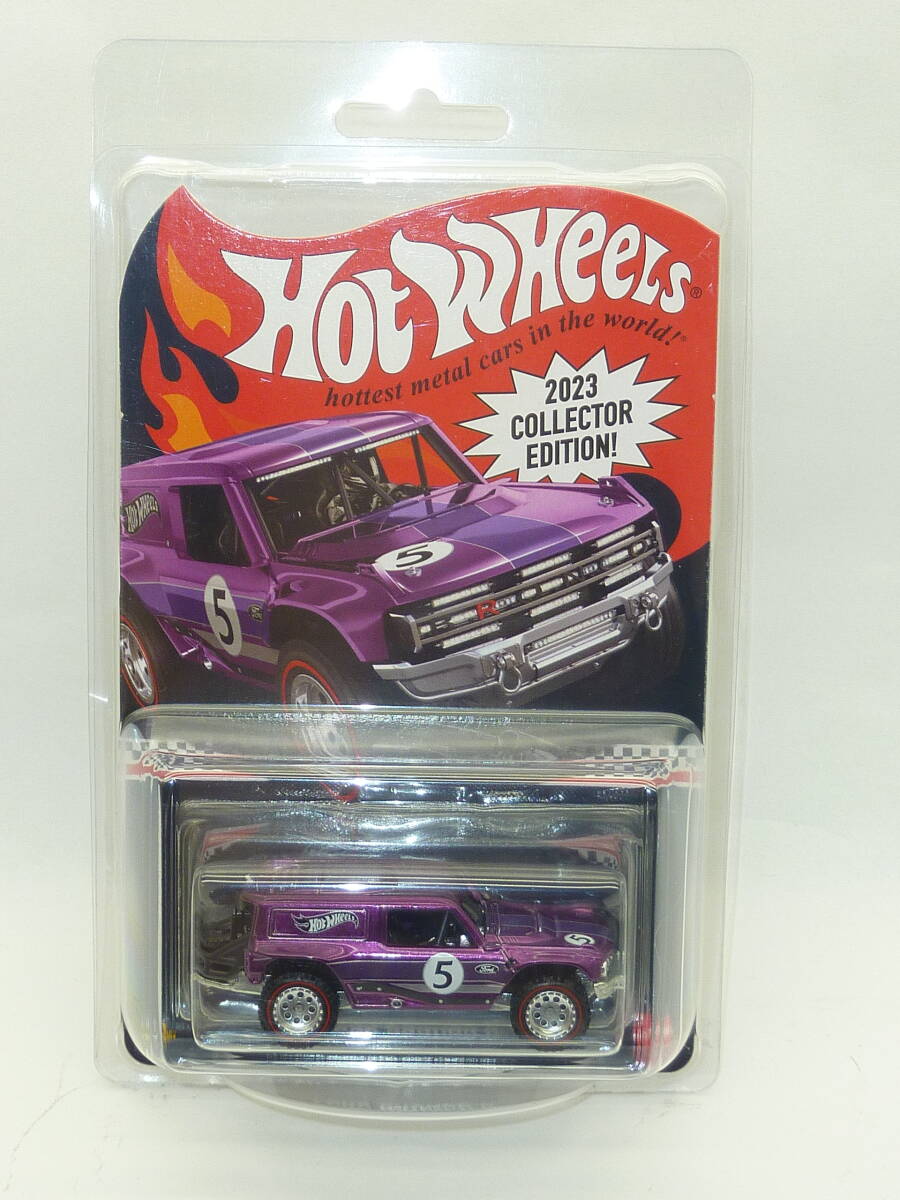 HOT WHEELS®
hottest metal cars in the world!®
2023
COLLECTOR
EDITION!
HOT WHEELS
5
5
HOT WHEELS
5
Ford
5